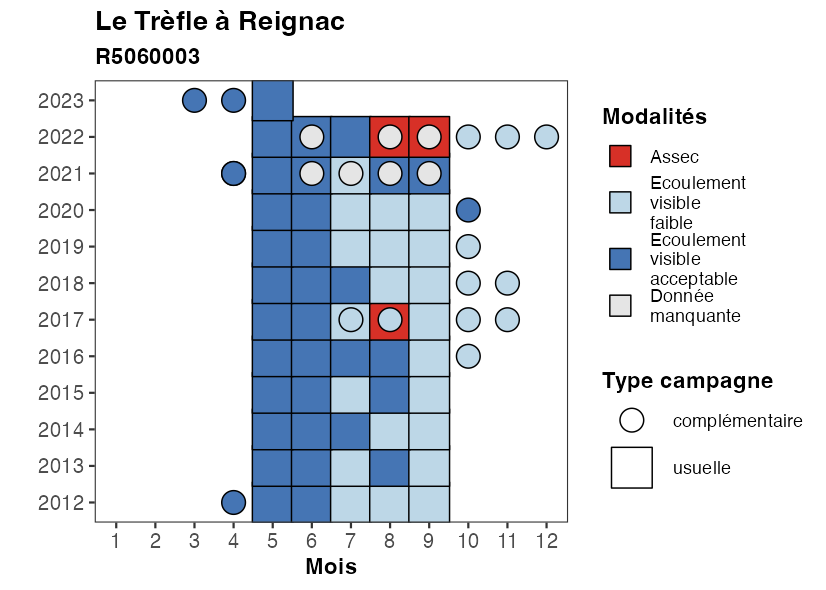 Le Trèfle à Reignac
R5060003
2023
2022
2021
2020
2019
2018
2017
2016
2015
2014
2013
2012
1 2 3 4 5 6 7 8 9 10 11 12
Mois
Modalités
Assec
Ecoulement
visible
faible
Ecoulement
visible
acceptable
Donnée
manquante
Type campagne
complémentaire
usuelle